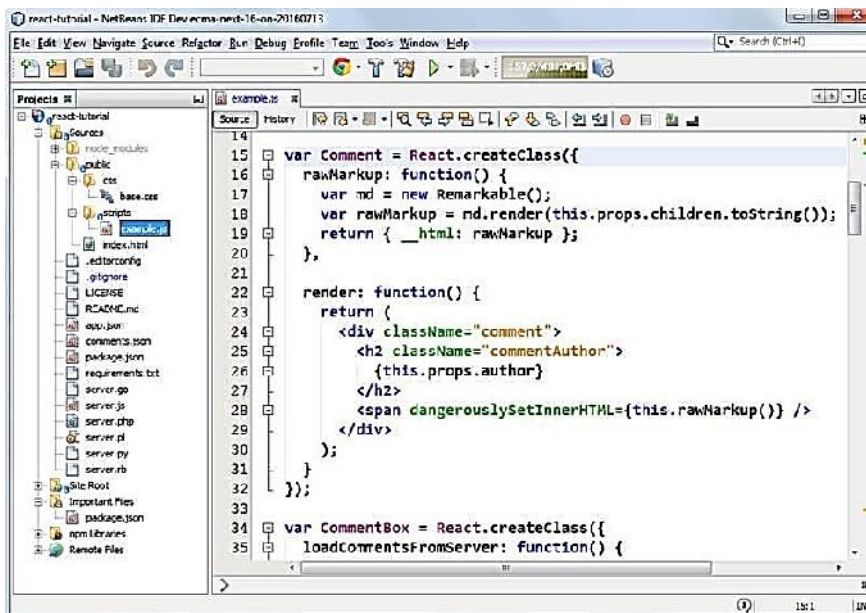 react-tutorial - NetBeans IDE Dev ecma-next-16-on-20160713
File Edit View Navigate Source Refactor Run Debug Profile Team Tools Window Help
Search (Ctrl+I)
Projects
example.js
react-tutorial
Sources
node_modules
public
css
base.css
scripts
example.js
index.html
.editorconfig
.gitignore
LICENSE
README.md
app.json
comments.json
package.json
requirements.txt
server.go
server.js
server.php
server.pl
server.py
server.rb
Site Root
Important Files
package.json
npm Libraries
Remote Files
Source History
14
15 var Comment = React.createClass({
16 rawMarkup: function() {
17 var md = new Remarkable();
18 var rawMarkup = md.render(this.props.children.toString());
19 return { __html: rawMarkup };
20 },
21
22 render: function() {
23 return (
24 <div className="comment">
25 <h2 className="commentAuthor">
26 {this.props.author}
27 </h2>
28 <span dangerouslySetInnerHTML={this.rawMarkup()} />
29 </div>
30 );
31 }
32 });
33
34 var CommentBox = React.createClass({
35 loadCommentsFromServer: function() {
15:1